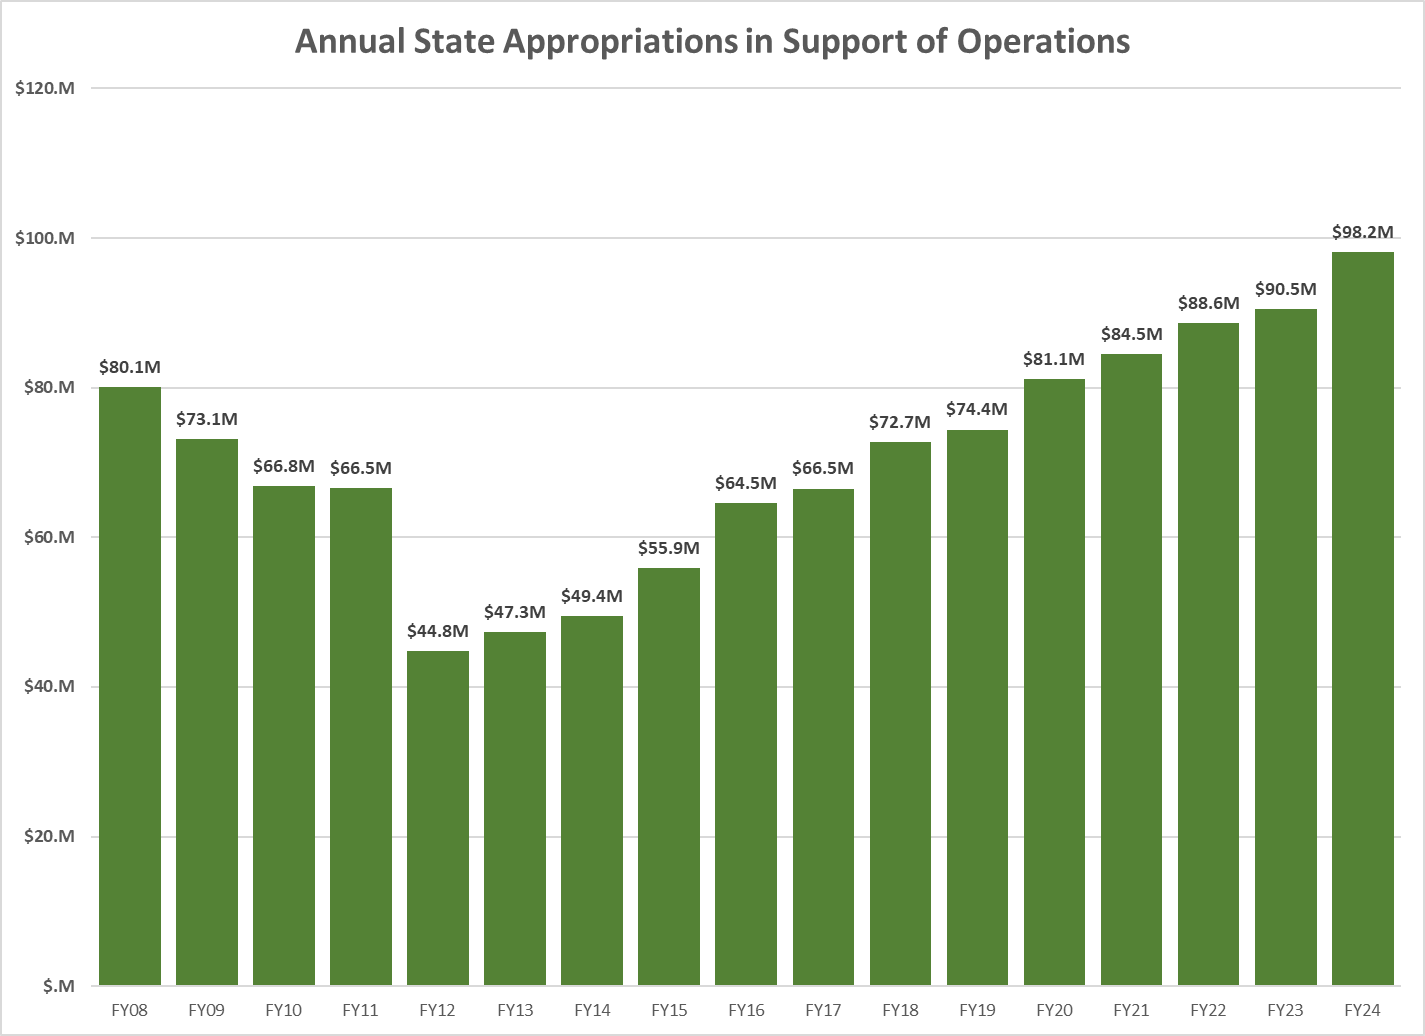 Annual State Appropriations in Support of Operations
$120.M
$100.M
$80.M
$60.M
$40.M
$20.M
$.M
$80.1M
$73.1M
$66.8M
$66.5M
$44.8M
$47.3M
$49.4M
$55.9M
$64.5M
$66.5M
$72.7M
$74.4M
$81.1M
$84.5M
$88.6M
$90.5M
$98.2M
FY08 FY09 FY10 FY11 FY12 FY13 FY14 FY15 FY16 FY17 FY18 FY19 FY20 FY21 FY22 FY23 FY24